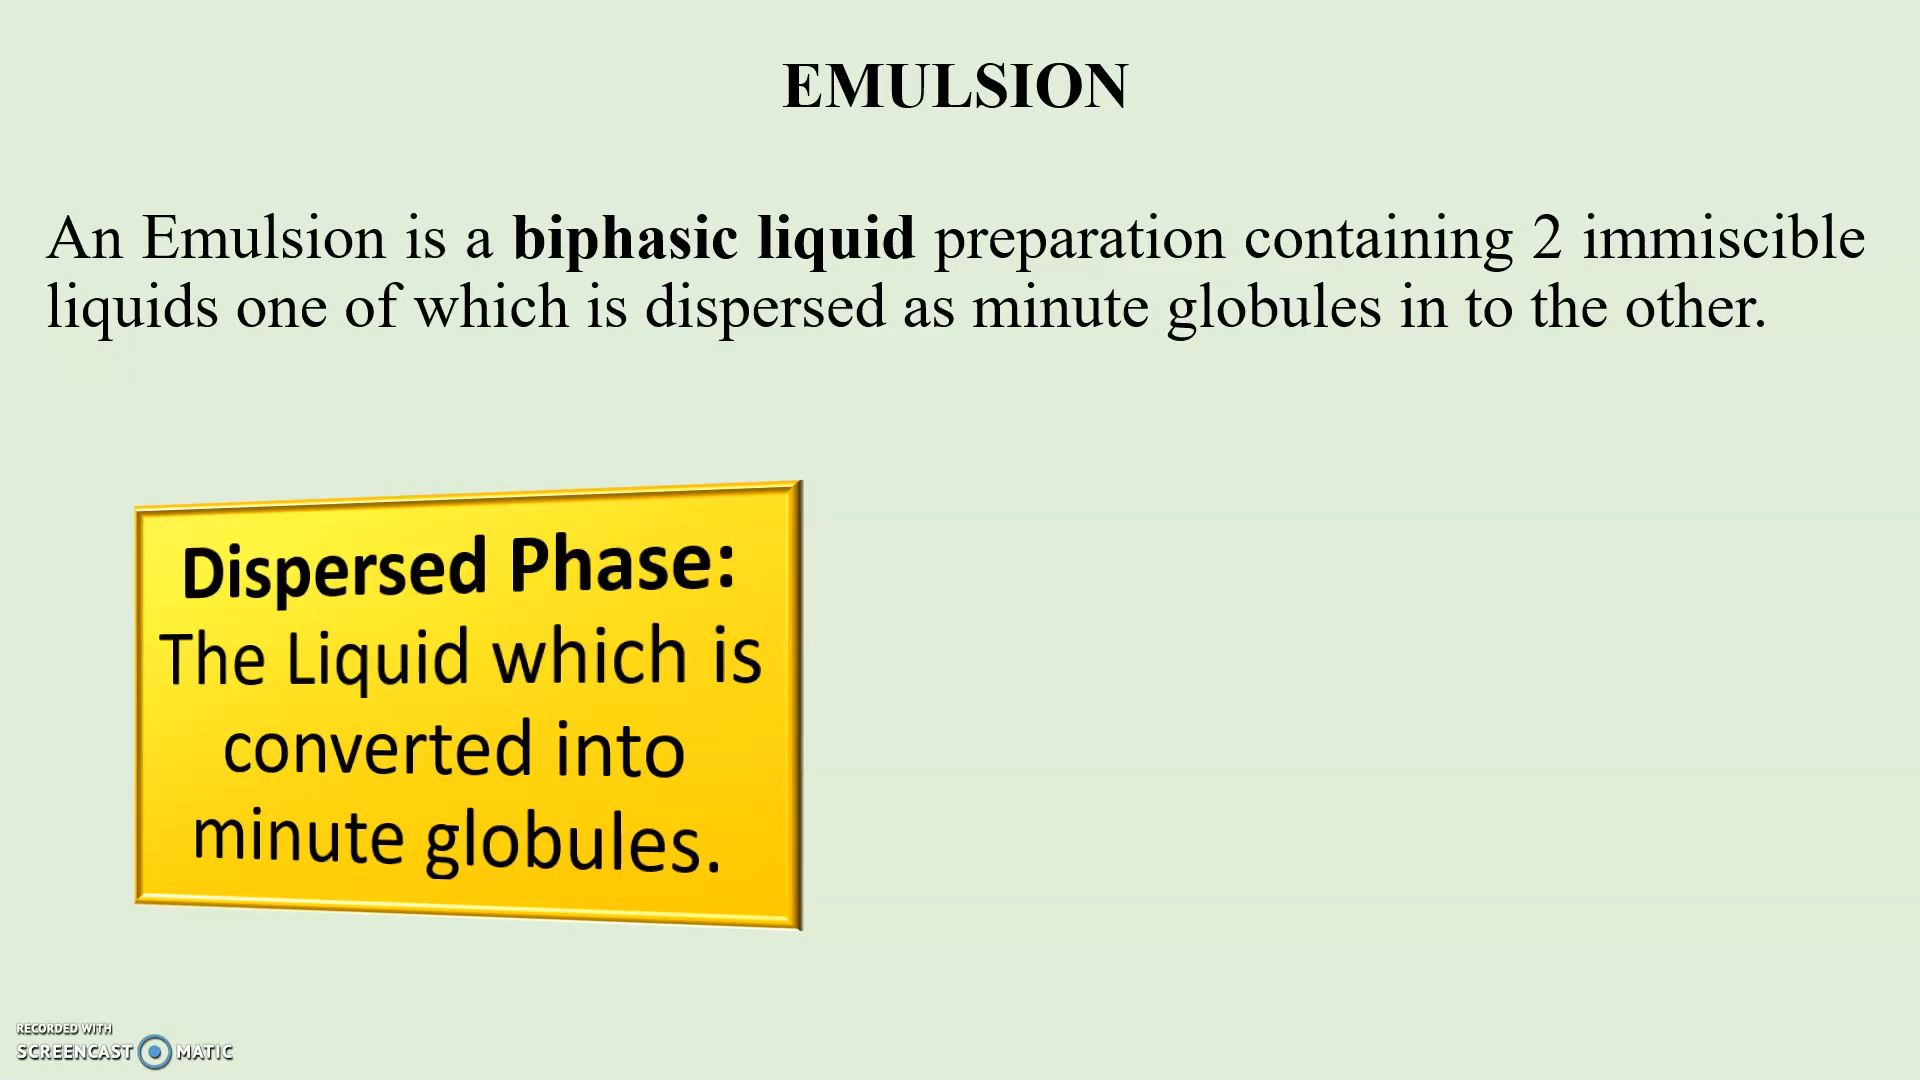 EMULSION
An Emulsion is a biphasic liquid preparation containing 2 immiscible
liquids one of which is dispersed as minute globules in to the other.
Dispersed Phase:
The Liquid which is
converted into
minute globules.
RECORDED WITH
SCREENCAST MATIC